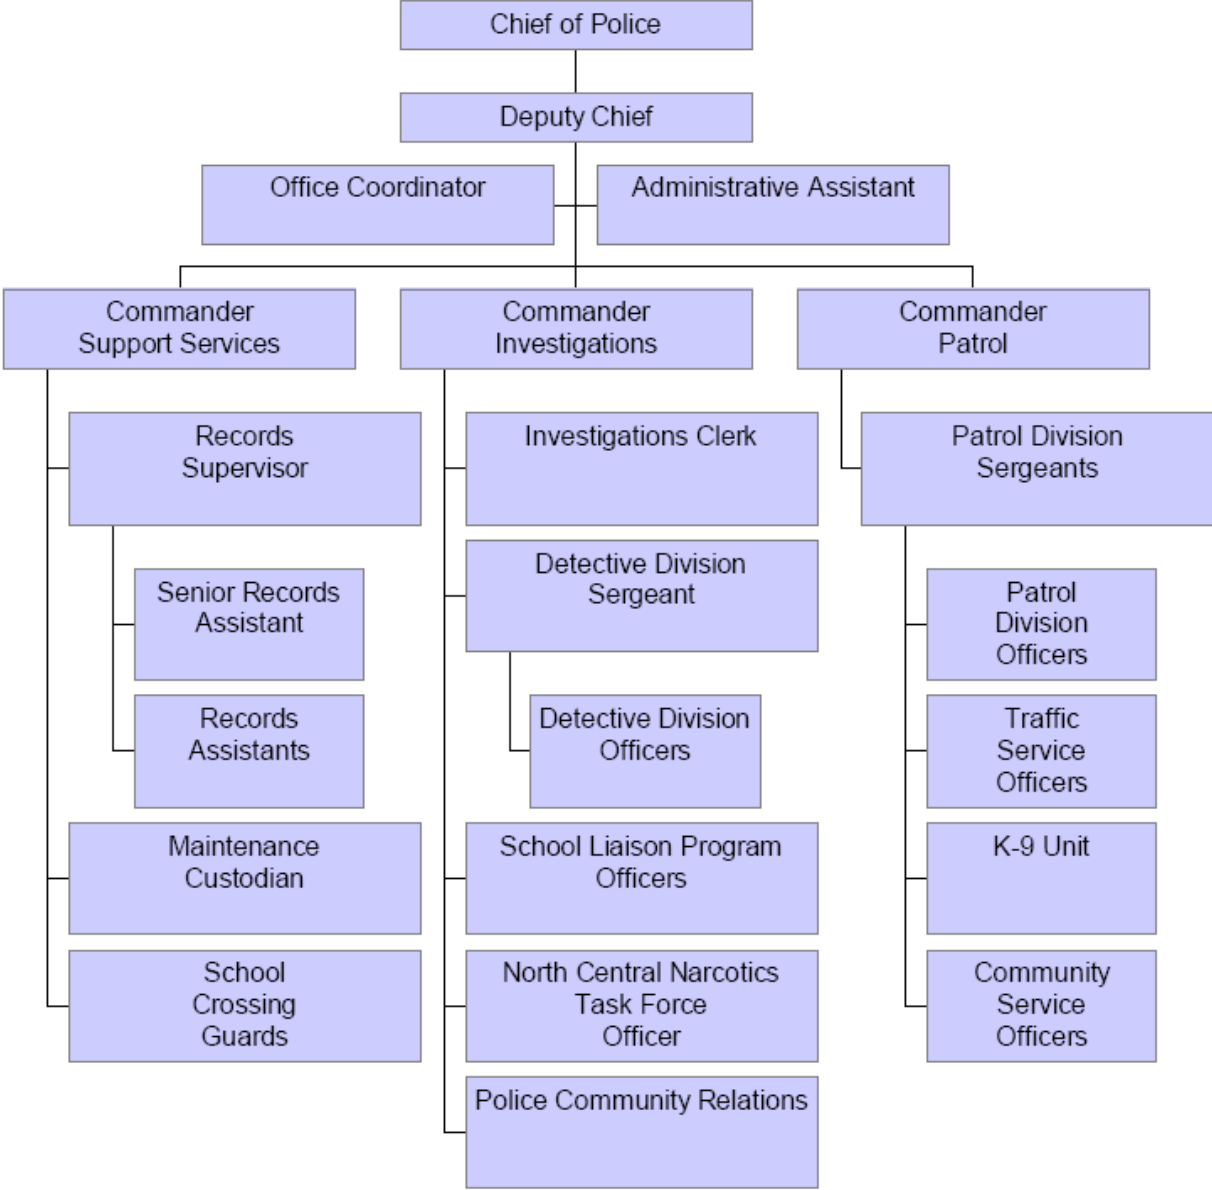 Chief of Police
Deputy Chief
Office Coordinator
Administrative Assistant
Commander
Support Services
Commander
Investigations
Commander
Patrol
Records
Supervisor
Senior Records
Assistant
Records
Assistants
Maintenance
Custodian
School
Crossing
Guards
Investigations Clerk
Detective Division
Sergeant
Detective Division
Officers
School Liaison Program
Officers
North Central Narcotics
Task Force
Officer
Police Community Relations
Patrol Division
Sergeants
Patrol
Division
Officers
Traffic
Service
Officers
K-9 Unit
Community
Service
Officers